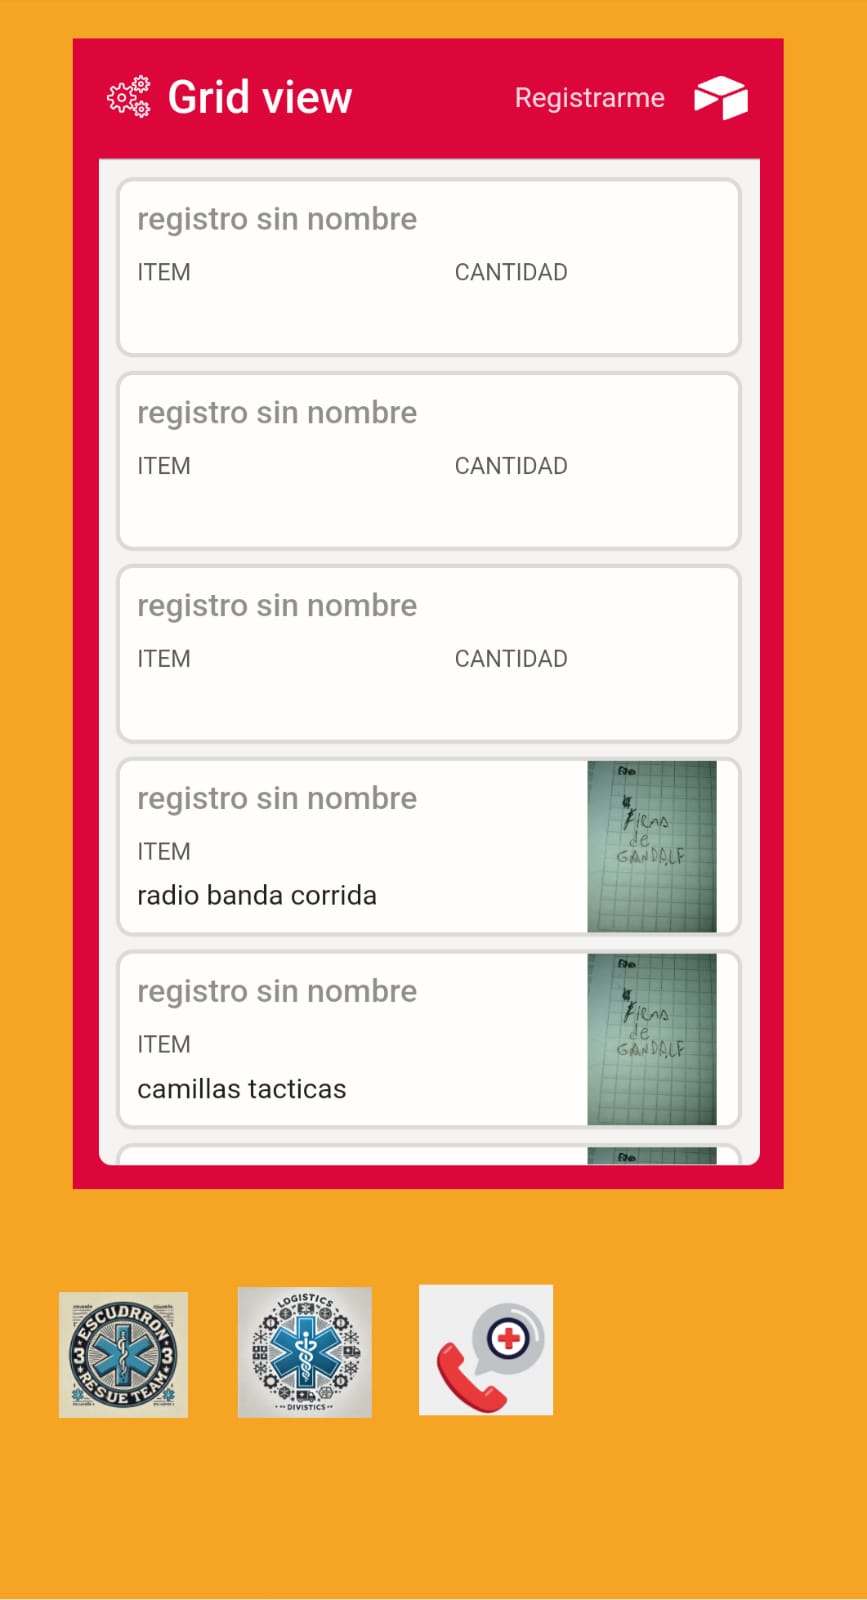 Grid view
Registrarme
registro sin nombre
ITEM CANTIDAD
registro sin nombre
ITEM CANTIDAD
registro sin nombre
ITEM CANTIDAD
registro sin nombre
ITEM
radio banda corrida
de
GANDALF
registro sin nombre
ITEM
camillas tacticas
de
GANDALF
ESCUDRRON
3 3
RESUE TEAM
LOGISTICS
DIVISTICS